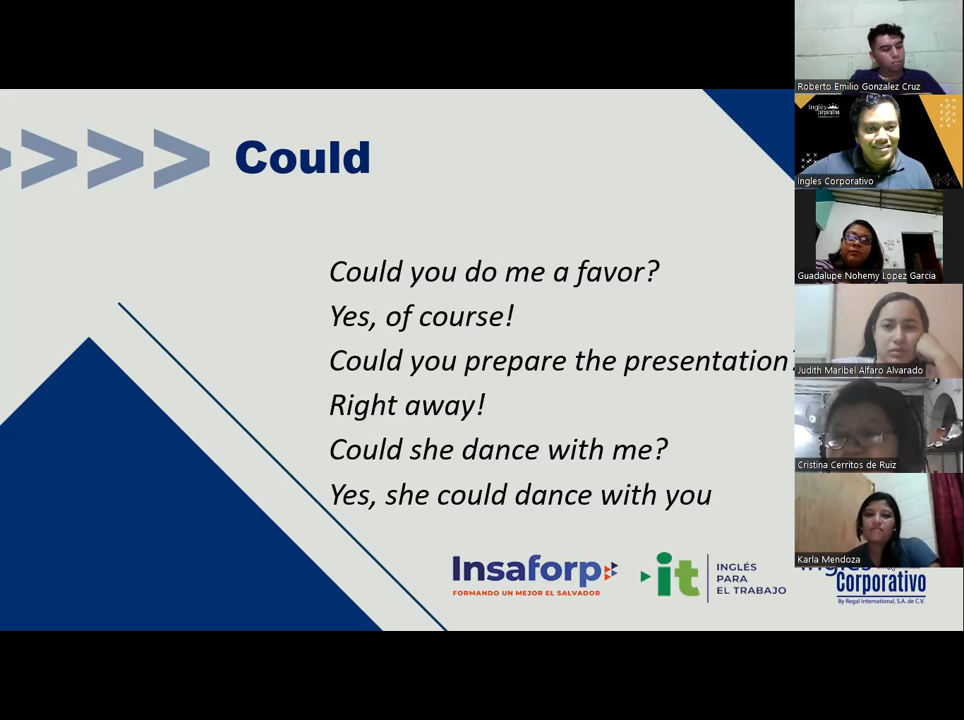 >>>> Could
Could you do me a favor?
Yes, of course!
Could you prepare the presentation?
Right away!
Could she dance with me?
Yes, she could dance with you
Insaforp
FORMANDO UN MEJOR EL SALVADOR
it
INGLÉS
PARA
EL TRABAJO
Inglés
Corporativo
By Regal International, S.A. de C.V.
Roberto Emilio Gonzalez Cruz
Inglés
Corporativo
Ingles Corporativo
Guadalupe Nohemy Lopez Garcia
Judith Maribel Alfaro Alvarado
Cristina Cerritos de Ruiz
Karla Mendoza